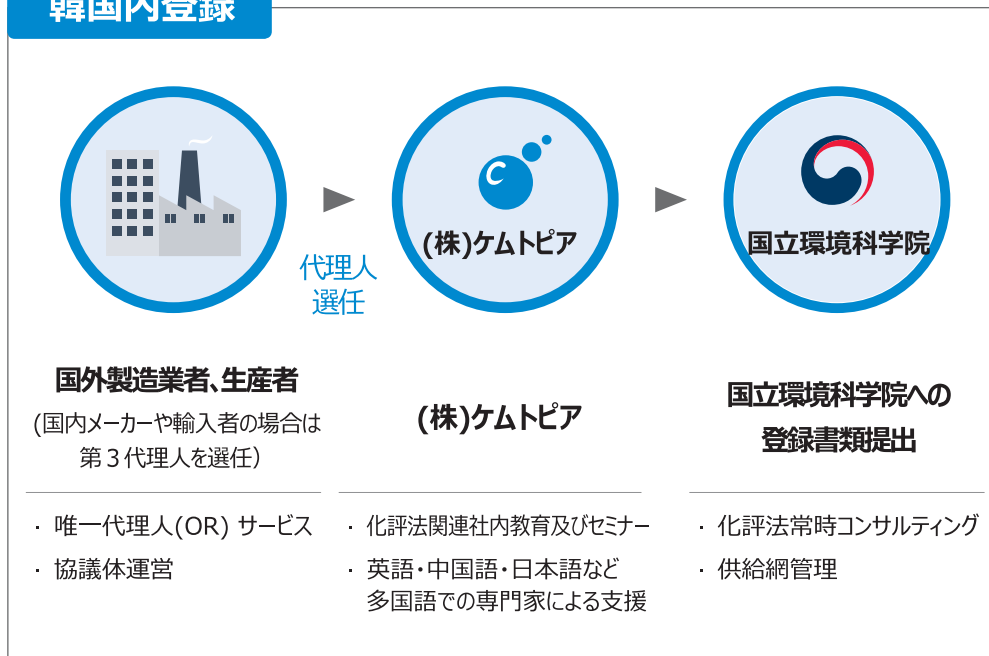 韓国内登録
(株)ケムトピア
国立環境科学院
代理人
選任
国外製造業者、生産者
(国内メーカーや輸入者の場合は
第3代理人を選任)
(株)ケムトピア
国立環境科学院への
登録書類提出
· 唯一代理人(OR) サービス
· 協議体運営
· 化評法関連社内教育及びセミナー
· 英語・中国語・日本語など
多国語での専門家による支援
· 化評法常時コンサルティング
· 供給網管理